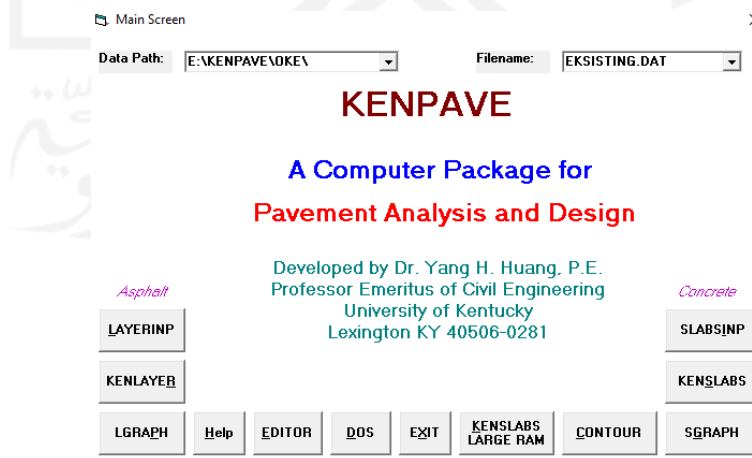 Main Screen
Data Path: E:\KENPAVE\OKE\ Filename: EKSISTING.DAT
KENPAVE
A Computer Package for
Pavement Analysis and Design
Developed by Dr. Yang H. Huang, P.E.
Professor Emeritus of Civil Engineering
University of Kentucky
Lexington KY 40506-0281
Asphalt Concrete
LAYERINP SLABSINP
KENLAYER KENSLABS
LGRAPH Help EDITOR DOS EXIT KENSLABS LARGE RAM CONTOUR SGRAPH